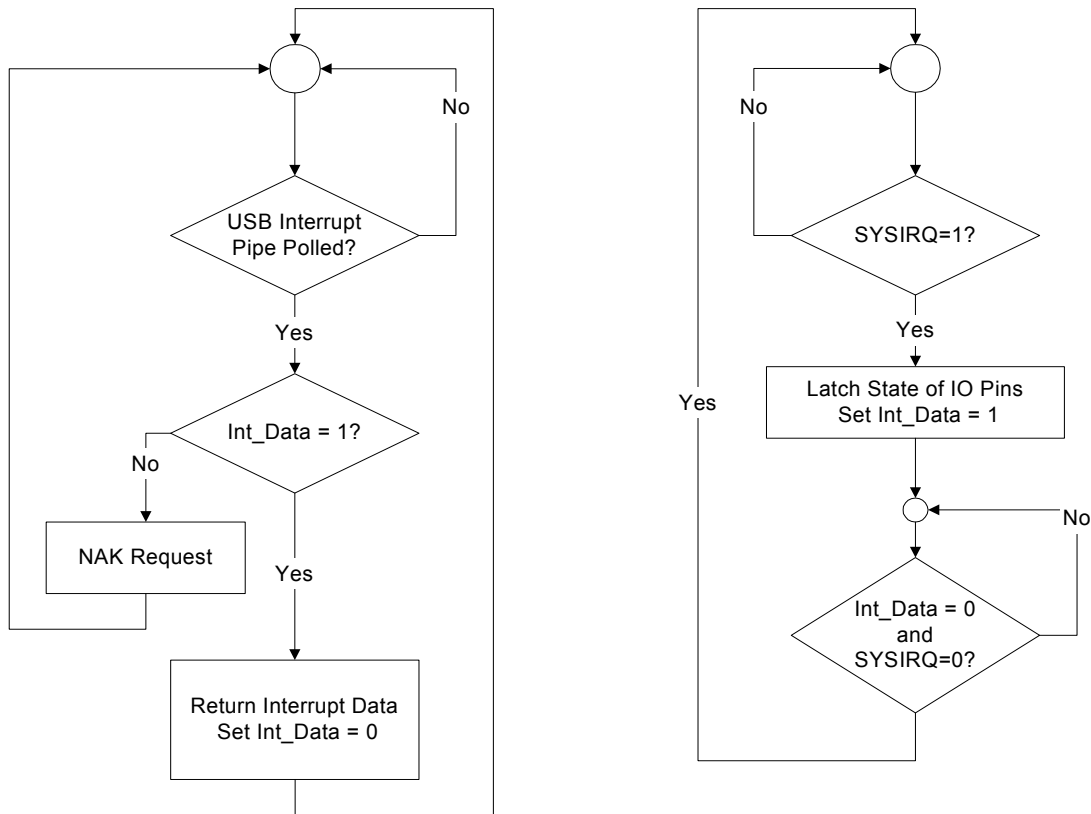 No
USB Interrupt
Pipe Polled?
Yes
Int_Data = 1?
No
NAK Request
Yes
Return Interrupt Data
Set Int_Data = 0
No
SYSIRQ=1?
Yes
Latch State of IO Pins
Set Int_Data = 1
Yes
No
Int_Data = 0
and
SYSIRQ=0?